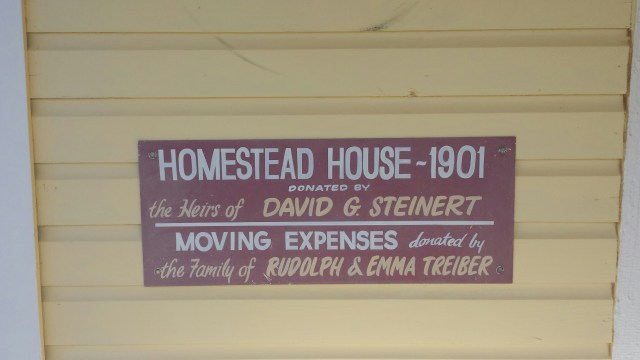 HOMESTEAD HOUSE ~ 1901
DONATED BY
the Heirs of DAVID G. STEINERT
MOVING EXPENSES donated by
the Family of RUDOLPH & EMMA TREIBER